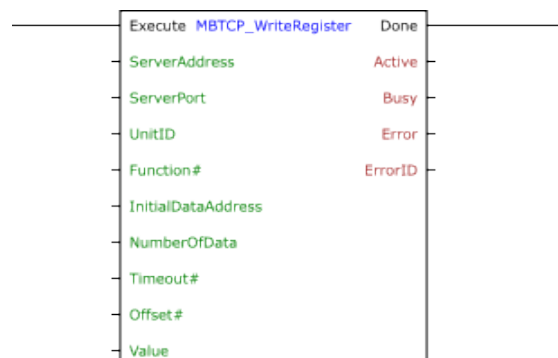 Execute MBTCP_WriteRegister Done
ServerAddress Active
ServerPort Busy
UnitID Error
Function# ErrorID
InitialDataAddress
NumberOfData
Timeout#
Offset#
Value